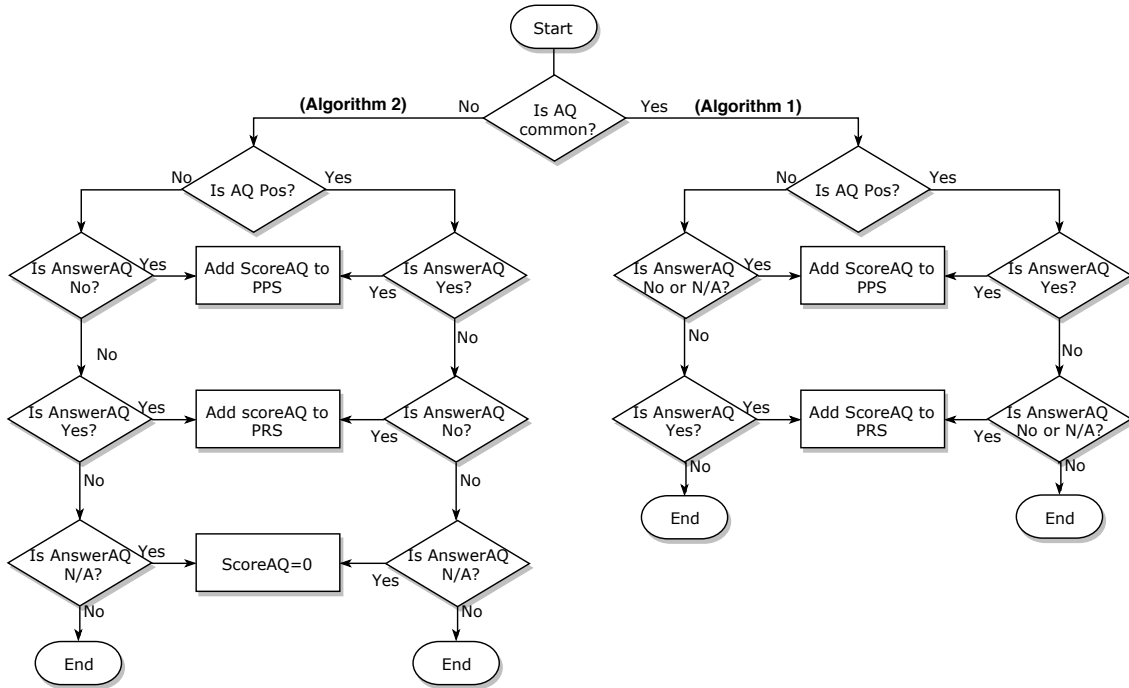 Start
(Algorithm 2)
No
Is AQ
common?
Yes
(Algorithm 1)
No
Is AQ Pos?
Yes
No
Is AQ Pos?
Yes
Is AnswerAQ
No?
Yes
Add ScoreAQ to
PPS
Yes
Is AnswerAQ
Yes?
Is AnswerAQ
No or N/A?
Yes
Add ScoreAQ to
PPS
Yes
Is AnswerAQ
Yes?
No
No
No
No
Is AnswerAQ
Yes?
Yes
Add scoreAQ to
PRS
Yes
Is AnswerAQ
No?
Is AnswerAQ
Yes?
Yes
Add ScoreAQ to
PRS
Yes
Is AnswerAQ
No or N/A?
No
No
No
No
End
End
Is AnswerAQ
N/A?
Yes
ScoreAQ=0
Yes
Is AnswerAQ
N/A?
No
No
End
End